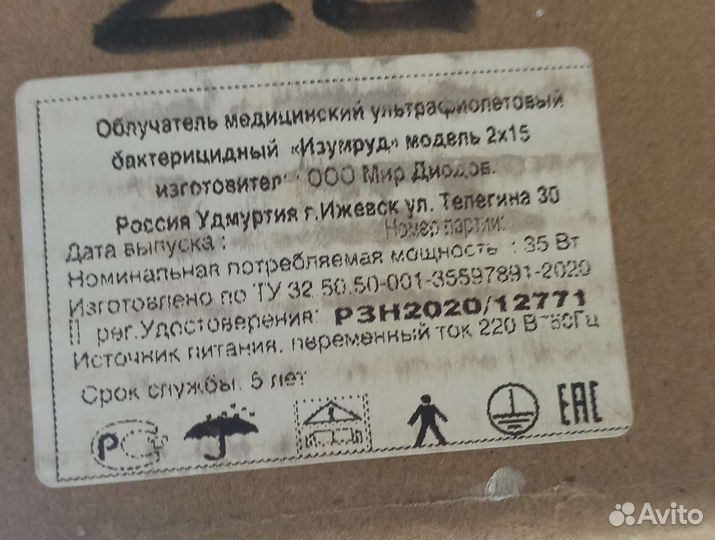 Облучатель медицинский ультрафиолетовый
бактерицидный «Изумруд» модель 2х15
изготовител : ООО Мир Диодов.
Россия Удмуртия г.Ижевск ул. Телегина 30
Номер партии:
Дата выпуска :
Номинальная потребляемая мощность : 35 Вт
Изготовлено по ТУ 32.50.50-001-35597891-2020
рег.Удостоверения: РЗН2020/12771
Источник питания, переменный ток 220 В 50Гц
Срок службы, 5 лет
РС
ЕАС
Avito